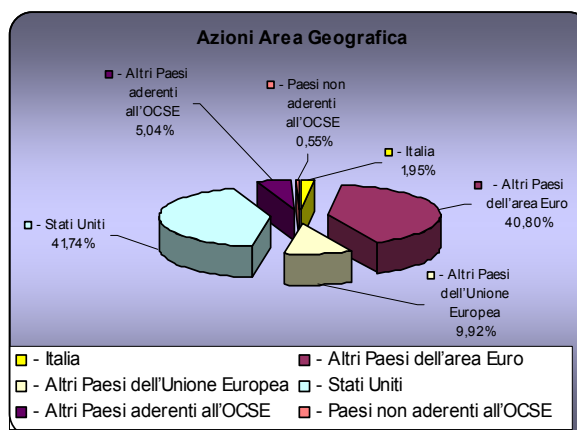 Azioni Area Geografica
- Altri Paesi
aderenti
all'OCSE
5,04%
- Paesi non
aderenti
all'OCSE
0,55%
- Italia
1,95%
- Altri Paesi
dell'area Euro
40,80%
- Stati Uniti
41,74%
- Altri Paesi
dell'Unione
Europea
9,92%
- Italia
- Altri Paesi dell'area Euro
- Altri Paesi dell'Unione Europea
- Stati Uniti
- Altri Paesi aderenti all'OCSE
- Paesi non aderenti all'OCSE